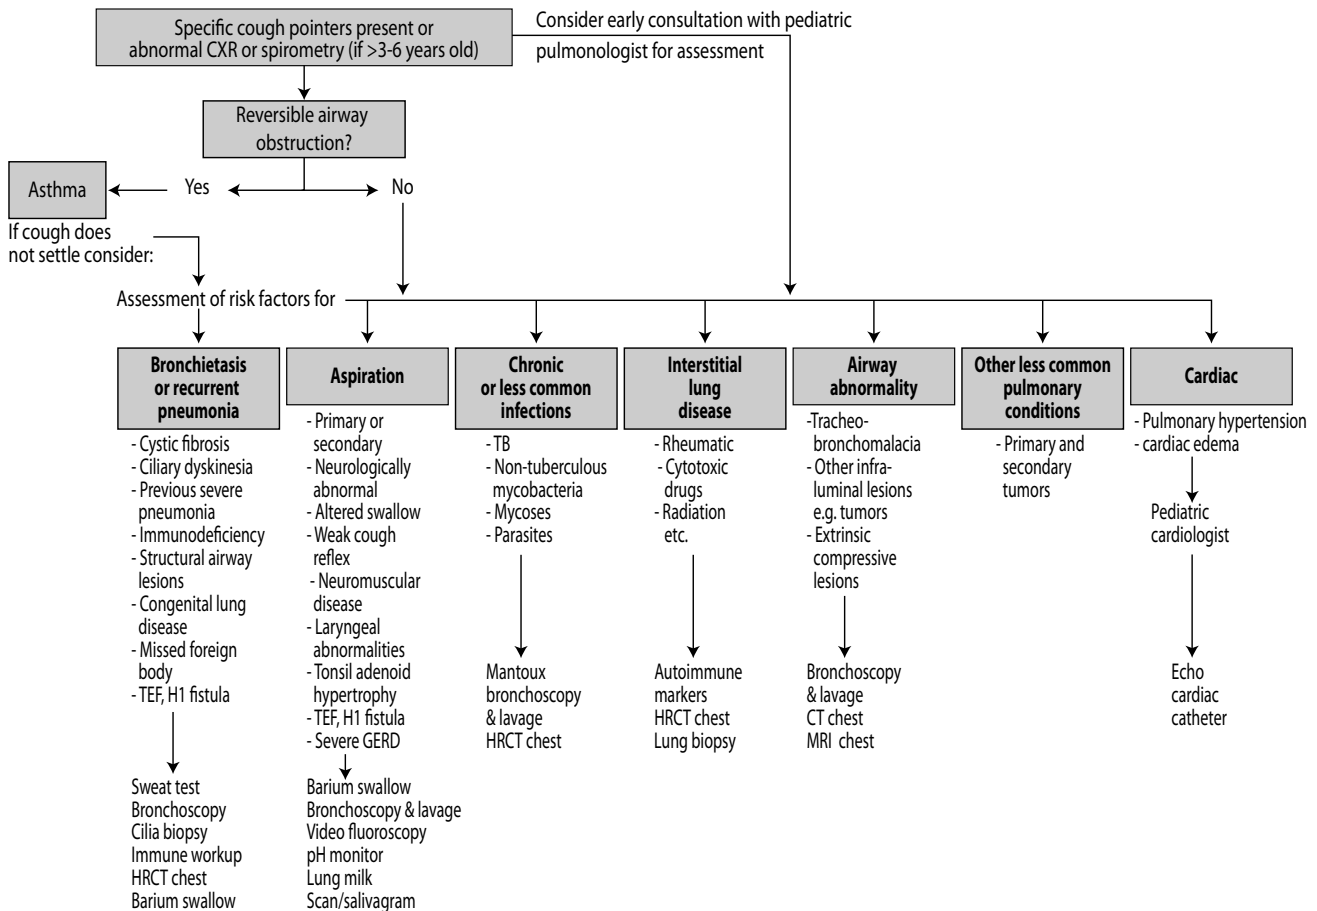 Specific cough pointers present or
abnormal CXR or spirometry (if >3-6 years old)
Consider early consultation with pediatric
pulmonologist for assessment
Reversible airway
obstruction?
Asthma
Yes
No
If cough does
not settle consider:
Assessment of risk factors for
Bronchietasis
or recurrent
pneumonia
- Cystic fibrosis
- Ciliary dyskinesia
- Previous severe
pneumonia
- Immunodeficiency
- Structural airway
lesions
- Congenital lung
disease
- Missed foreign
body
- TEF, H1 fistula
Sweat test
Bronchoscopy
Cilia biopsy
Immune workup
HRCT chest
Barium swallow
Aspiration
- Primary or
secondary
- Neurologically
abnormal
- Altered swallow
- Weak cough
reflex
- Neuromuscular
disease
- Laryngeal
abnormalities
- Tonsil adenoid
hypertrophy
- TEF, H1 fistula
- Severe GERD
Barium swallow
Bronchoscopy & lavage
Video fluoroscopy
pH monitor
Lung milk
Scan/salivagram
Chronic
or less common
infections
- TB
- Non-tuberculous
mycobacteria
- Mycoses
- Parasites
Mantoux
bronchoscopy
& lavage
HRCT chest
Interstitial
lung
disease
- Rheumatic
- Cytotoxic
drugs
- Radiation
etc.
Autoimmune
markers
HRCT chest
Lung biopsy
Airway
abnormality
-Tracheo-
bronchomalacia
- Other infra-
luminal lesions
e.g. tumors
- Extrinsic
compressive
lesions
Bronchoscopy
& lavage
CT chest
MRI chest
Other less common
pulmonary
conditions
- Primary and
secondary
tumors
Cardiac
- Pulmonary hypertension
- cardiac edema
Pediatric
cardiologist
Echo
cardiac
catheter